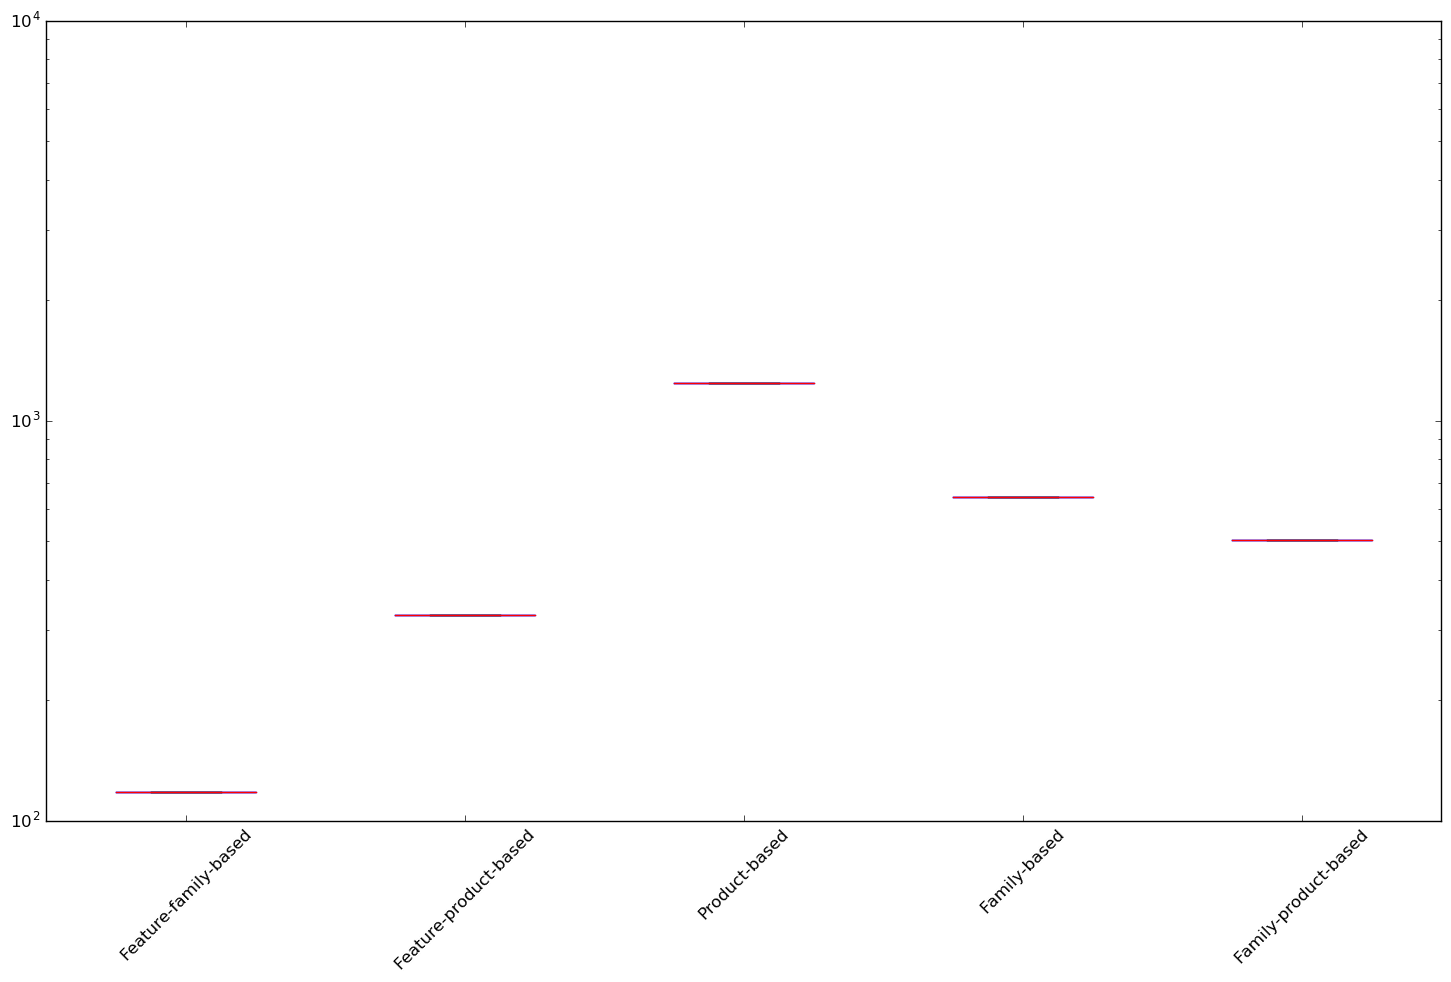 10^4
10^3
10^2
Feature-family-based
Feature-product-based
Product-based
Family-based
Family-product-based